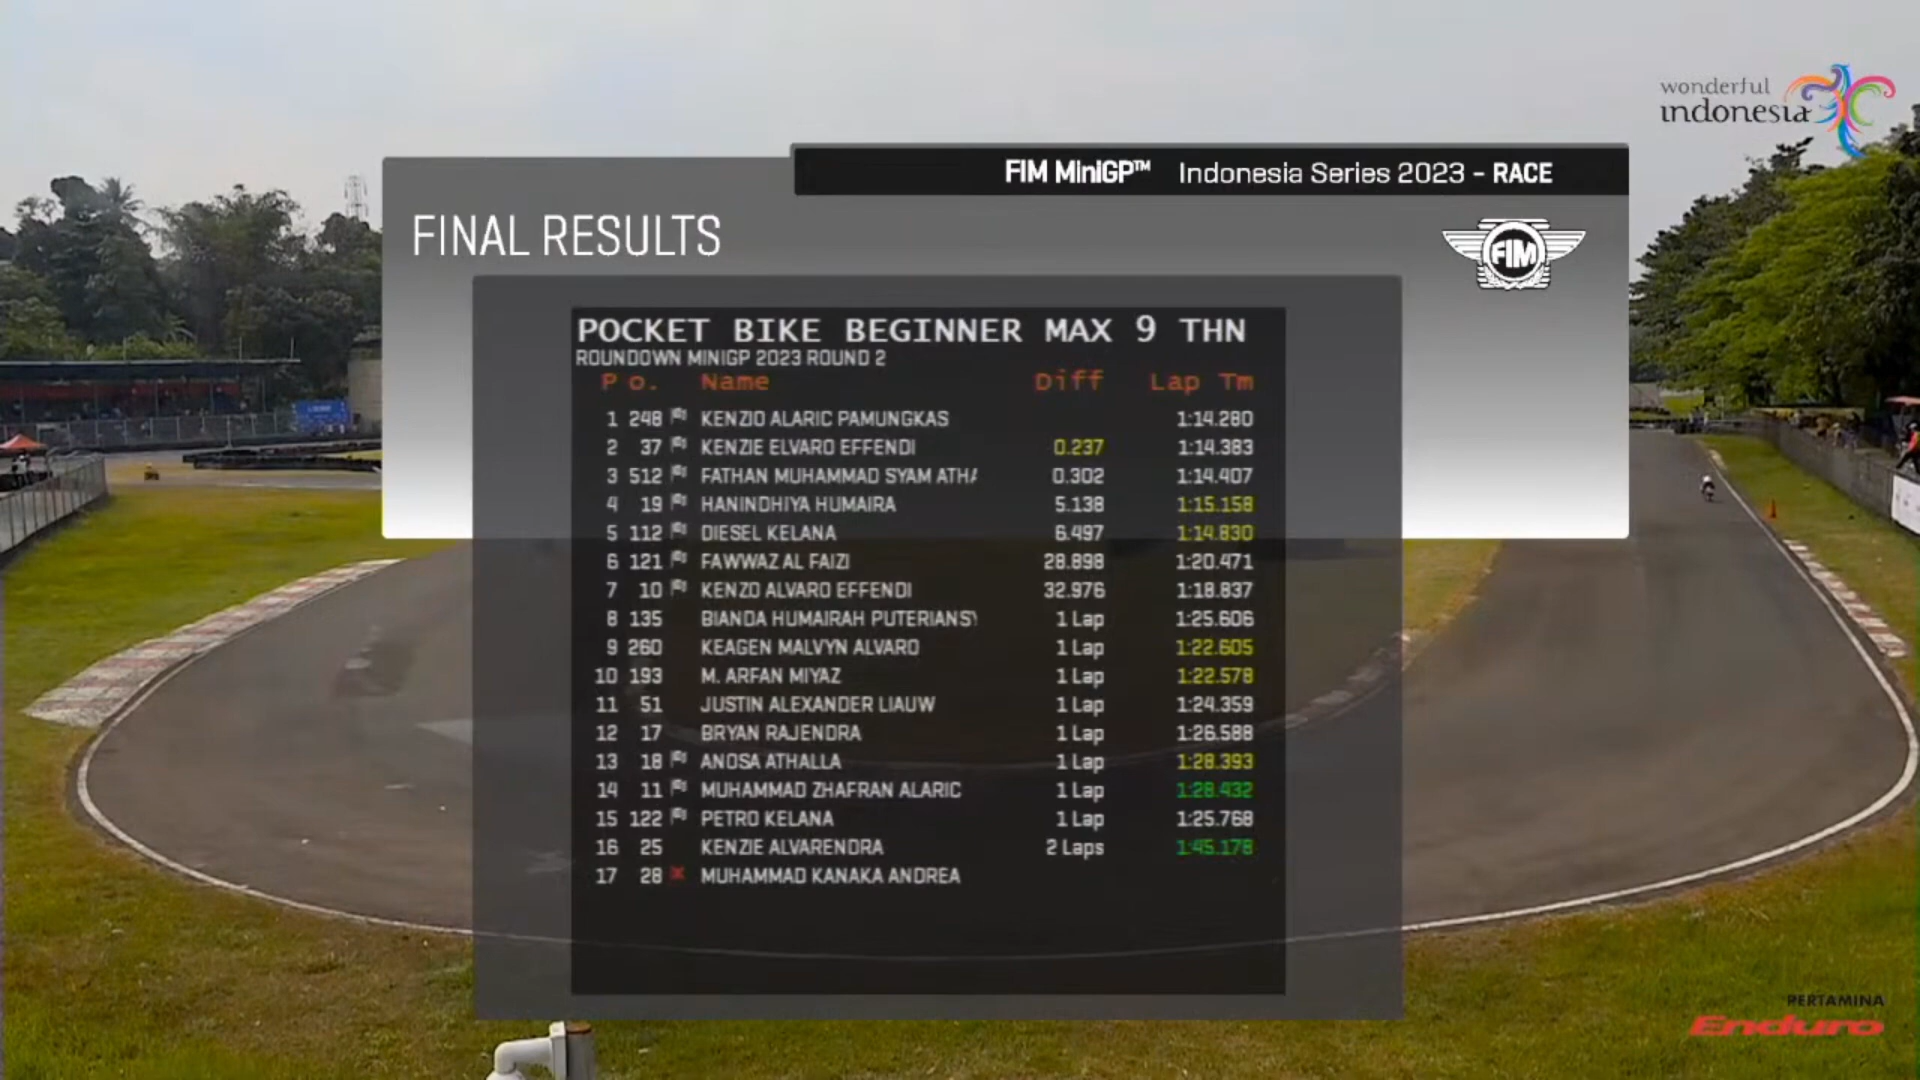 wonderful
indonesia
FIM MiniGP™ Indonesia Series 2023 - RACE
FINAL RESULTS
FIM
POCKET BIKE BEGINNER MAX 9 THN
ROUNDOWN MINIGP 2023 ROUND 2
P o. Name Diff Lap Tm
1 248 KENZIO ALARIC PAMUNGKAS 1:14.280
2 37 KENZIE ELVARO EFFENDI 0.237 1:14.383
3 512 FATHAN MUHAMMAD SYAM ATHA 0.302 1:14.407
4 19 HANINDHIYA HUMAIRA 5.138 1:15.158
5 112 DIESEL KELANA 6.497 1:14.830
6 121 FAWWAZ AL FAIZI 28.898 1:20.471
7 10 KENZO ALVARO EFFENDI 32.976 1:18.837
8 135 BIANDA HUMAIRAH PUTERIANSY 1 Lap 1:25.606
9 260 KEAGEN MALVYN ALVARO 1 Lap 1:22.605
10 193 M. ARFAN MIYAZ 1 Lap 1:22.578
11 51 JUSTIN ALEXANDER LIAUW 1 Lap 1:24.359
12 17 BRYAN RAJENDRA 1 Lap 1:26.588
13 18 ANOSA ATHALLA 1 Lap 1:28.393
14 11 MUHAMMAD ZHAFRAN ALARIC 1 Lap 1:28.432
15 122 PETRO KELANA 1 Lap 1:25.768
16 25 KENZIE ALVARENDRA 2 Laps 1:45.178
17 28 MUHAMMAD KANAKA ANDREA
PERTAMINA
Enduro